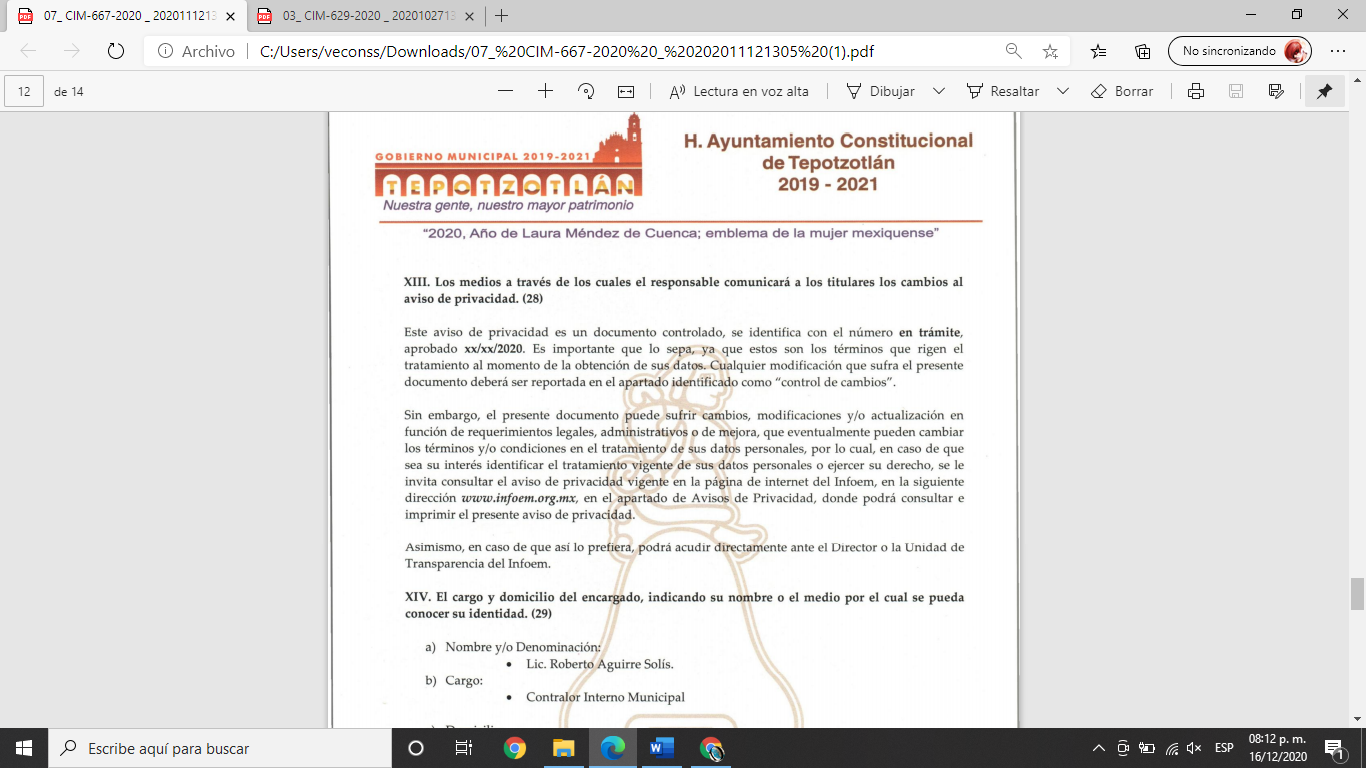 07_ CIM-667-2020 _ 2020111213
03_ CIM-629-2020 _ 2020102713
Archivo
C:/Users/veconss/Downloads/07_%20CIM-667-2020%20_%202020111121305%20(1).pdf
No sincronizando
12 de 14
Lectura en voz alta
Dibujar
Resaltar
Borrar
GOBIERNO MUNICIPAL 2019-2021
TEPOTZOTLÁN
Nuestra gente, nuestro mayor patrimonio
H. Ayuntamiento Constitucional
de Tepotzotlán
2019 - 2021
“2020, Año de Laura Méndez de Cuenca; emblema de la mujer mexiquense”
XIII. Los medios a través de los cuales el responsable comunicará a los titulares los cambios al
aviso de privacidad. (28)
Este aviso de privacidad es un documento controlado, se identifica con el número en trámite,
aprobado xx/xx/2020. Es importante que lo sepa, ya que estos son los términos que rigen el
tratamiento al momento de la obtención de sus datos. Cualquier modificación que sufra el presente
documento deberá ser reportada en el apartado identificado como “control de cambios”.
Sin embargo, el presente documento puede sufrir cambios, modificaciones y/o actualización en
función de requerimientos legales, administrativos o de mejora, que eventualmente pueden cambiar
los términos y/o condiciones en el tratamiento de sus datos personales, por lo cual, en caso de que
sea su interés identificar el tratamiento vigente de sus datos personales o ejercer su derecho, se le
invita consultar el aviso de privacidad vigente en la página de internet del Infoem, en la siguiente
dirección www.infoem.org.mx, en el apartado de Avisos de Privacidad, donde podrá consultar e
imprimir el presente aviso de privacidad.
Asimismo, en caso de que así lo prefiera, podrá acudir directamente ante el Director o la Unidad de
Transparencia del Infoem.
XIV. El cargo y domicilio del encargado, indicando su nombre o el medio por el cual se pueda
conocer su identidad. (29)
a) Nombre y/o Denominación:
• Lic. Roberto Aguirre Solís.
b) Cargo:
• Contralor Interno Municipal
Escribe aquí para buscar
ESP
08:12 p. m.
16/12/2020
1